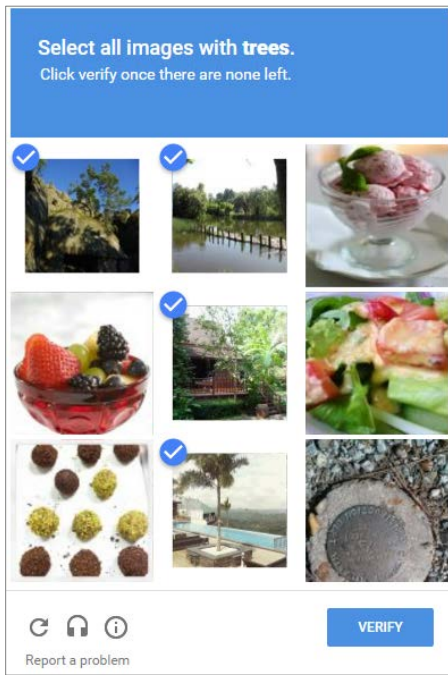 Select all images with trees.
Click verify once there are none left.
VERIFY
Report a problem